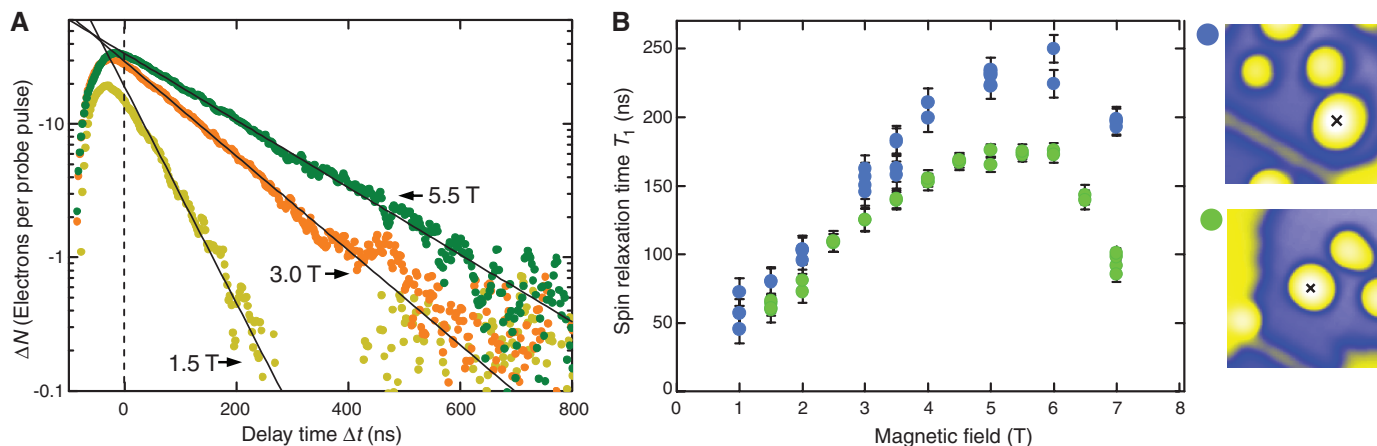 A
ΔN (Electrons per probe pulse)
-10
-1
-0.1
5.5 T
3.0 T
1.5 T
0
200
400
600
800
Delay time Δt (ns)
B
Spin relaxation time T1 (ns)
250
200
150
100
50
0
0
1
2
3
4
5
6
7
8
Magnetic field (T)
×
×